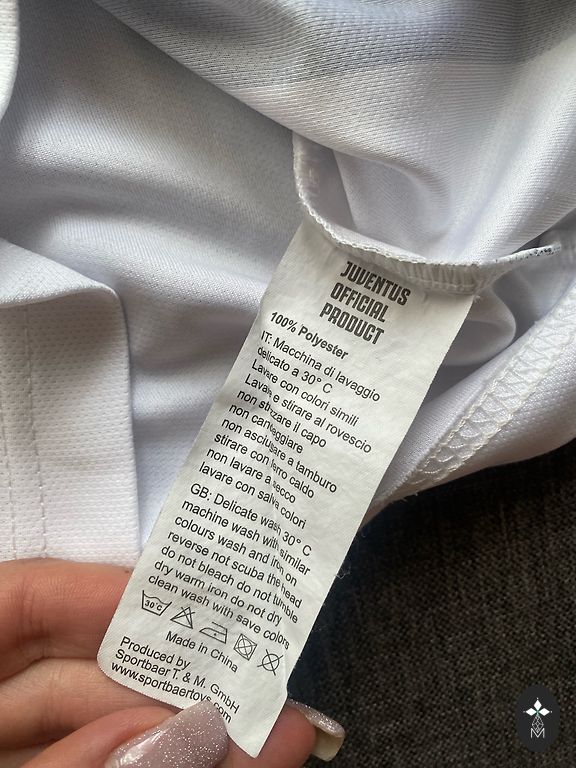 JUVENTUS
OFFICIAL
PRODUCT
100% Polyester
IT: Macchina di lavaggio
delicato a 30° C
Lavare con colori simili
Lavare e stirare al rovescio
non strizare il capo
non candeggiare
non asciugare a tamburo
stirare con ferro caldo
non lavare a secco
lavare con salva colori
GB: Delicate wash 30° C
machine wash with similar
colours wash and iron on
reverse not scuba the head
do not bleach do not tumble
dry warm iron do not dry
clean wash with save colors
30°C
Made in China
Produced by
Sportbaer T. & M. GmbH
www.sportbaertoys.com
M